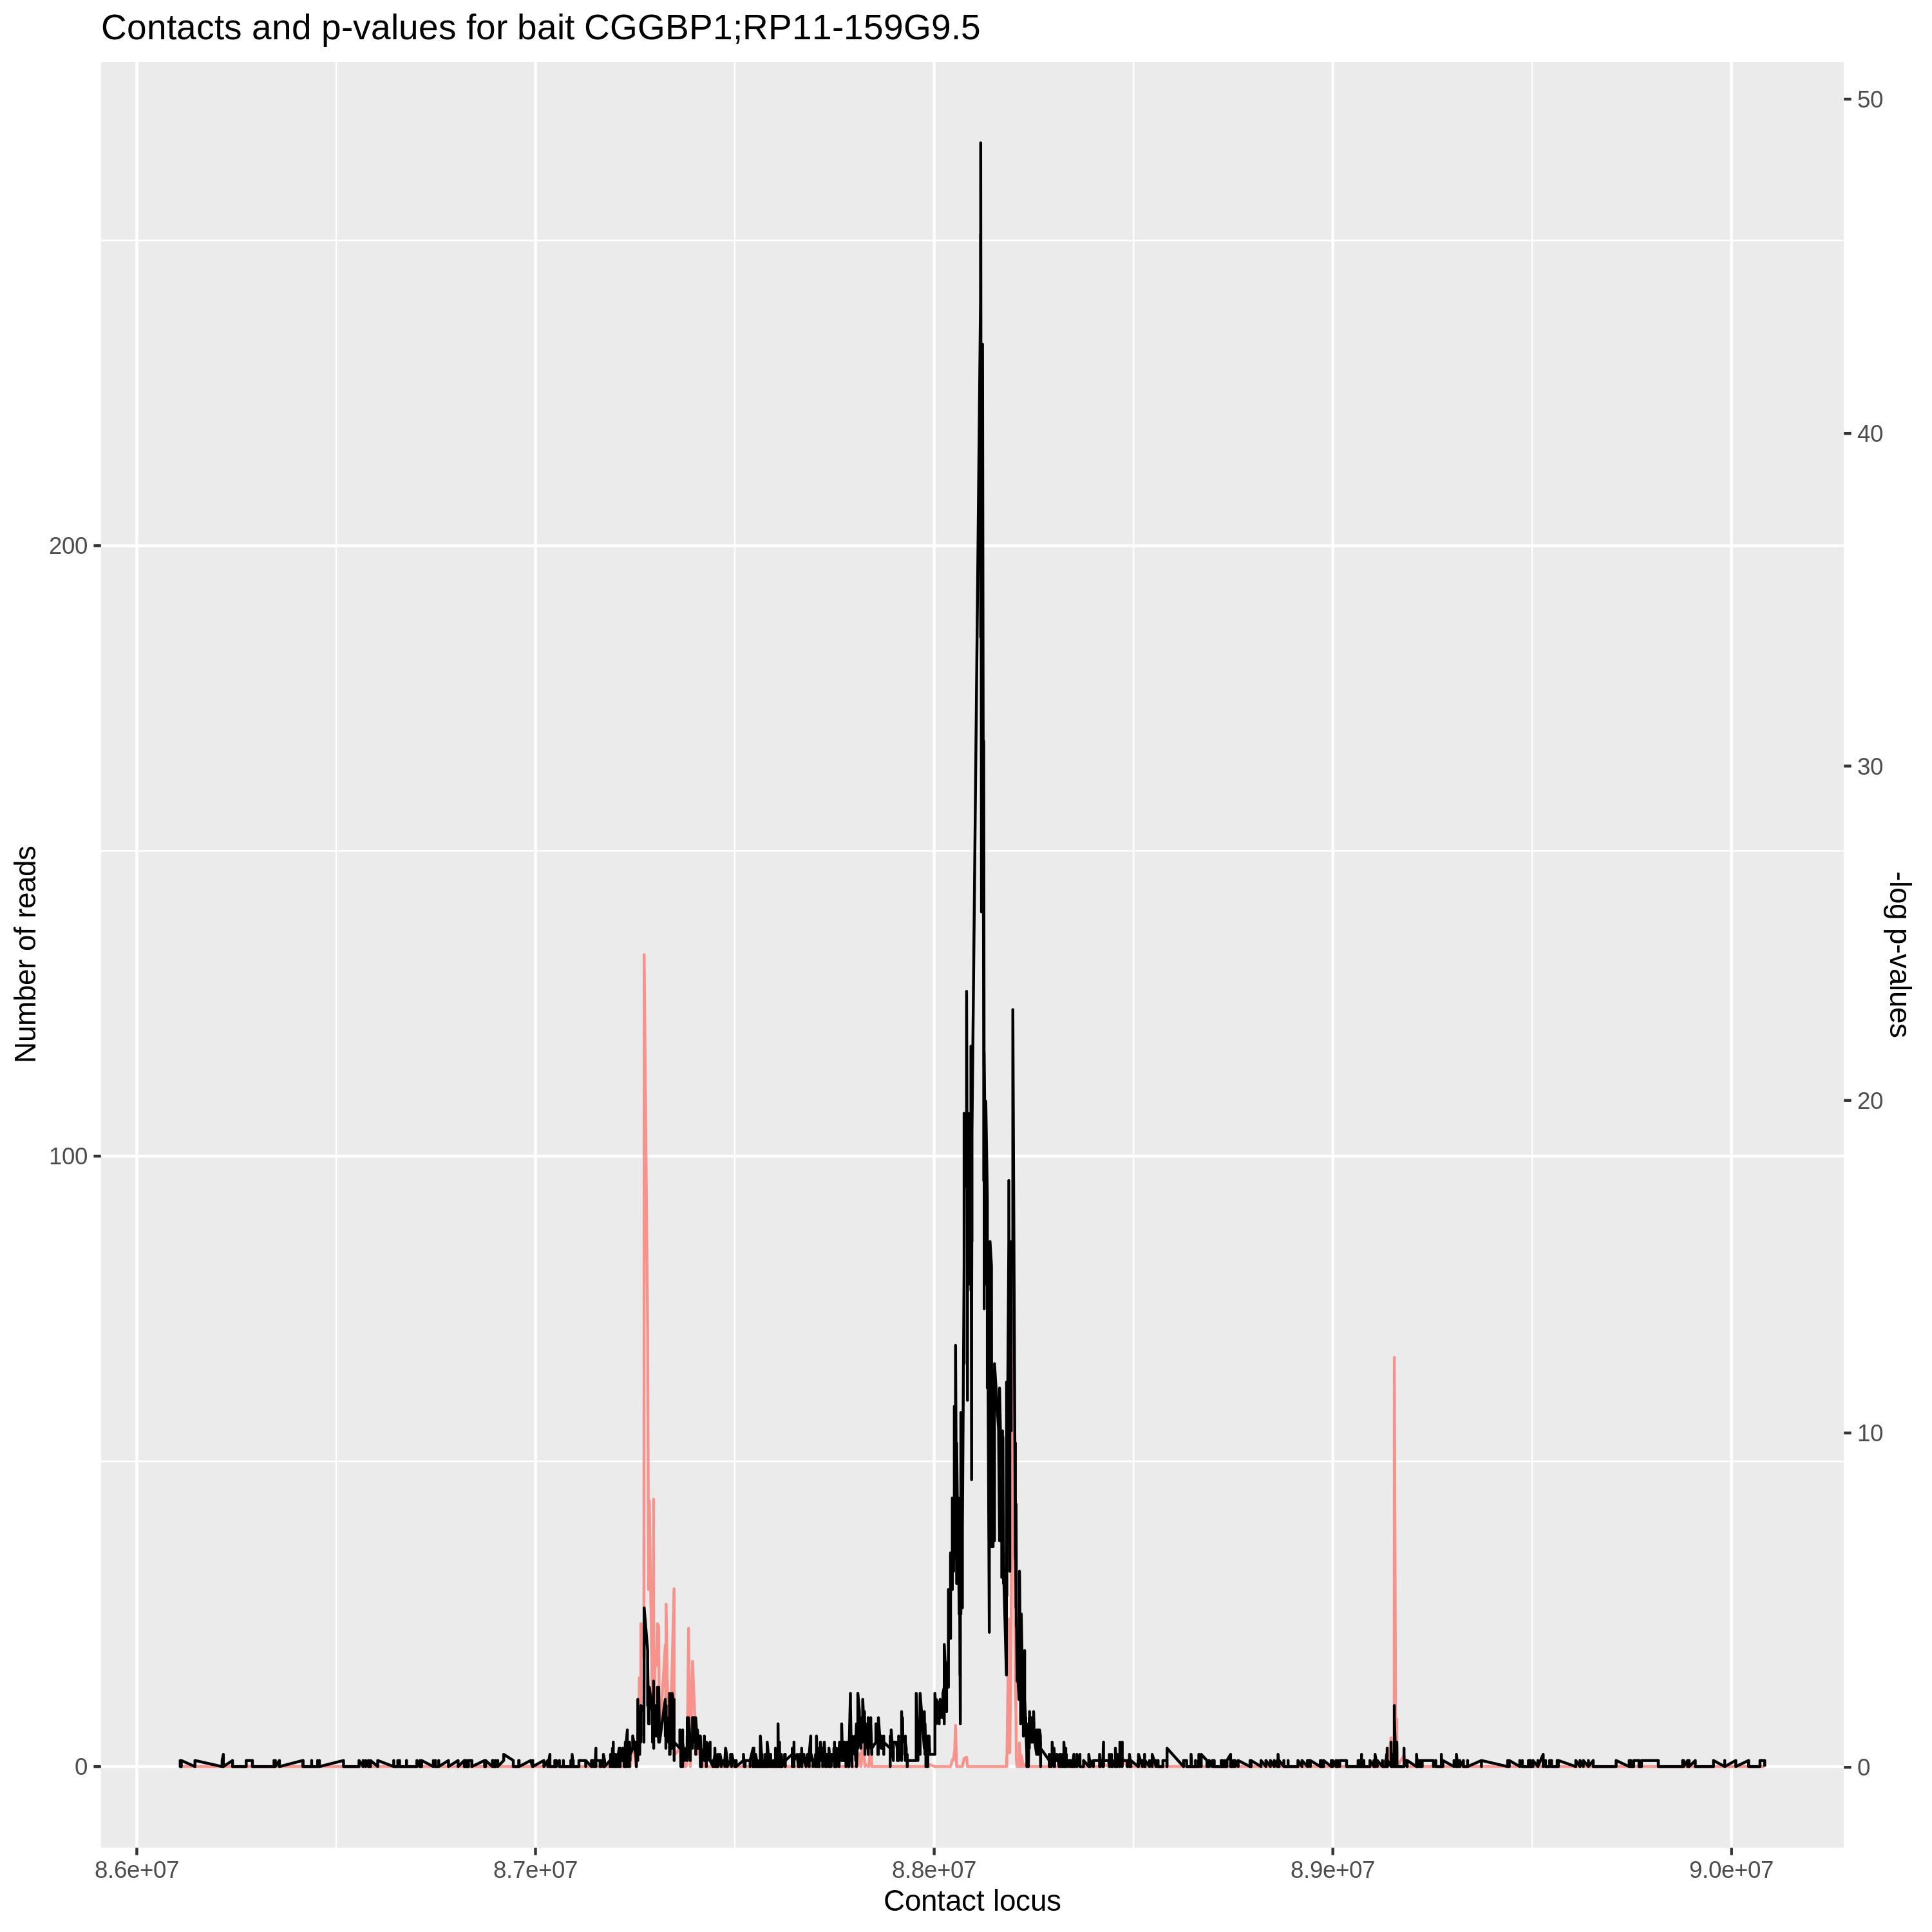 Contacts and p-values for bait CGGBP1;RP11-159G9.5
50
40
200
30
Number of reads
-log p-values
20
100
10
0
0
8.6e+07
8.7e+07
8.8e+07
8.9e+07
9.0e+07
Contact locus